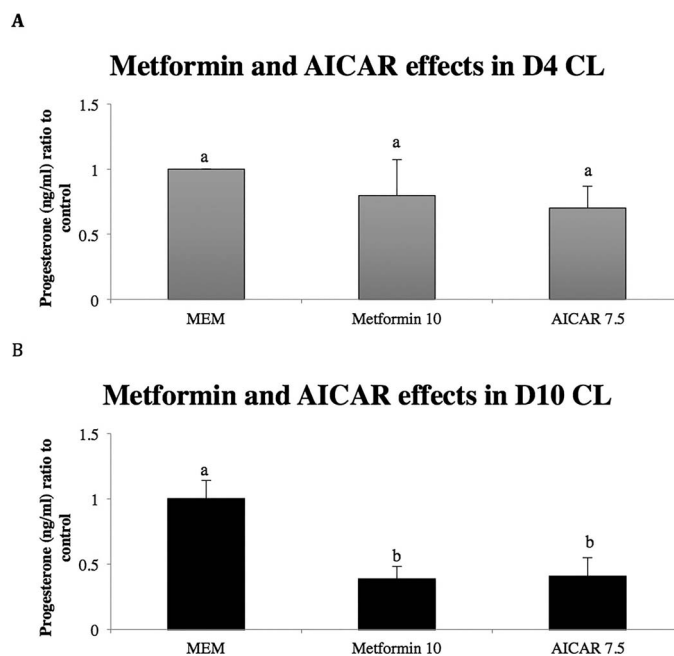 A
Metformin and AICAR effects in D4 CL
Progesterone (ng/ml) ratio to
control
1.5
1
0.5
0
a
a
a
MEM
Metformin 10
AICAR 7.5
B
Metformin and AICAR effects in D10 CL
Progesterone (ng/ml) ratio to
control
1.5
1
0.5
0
a
b
b
MEM
Metformin 10
AICAR 7.5